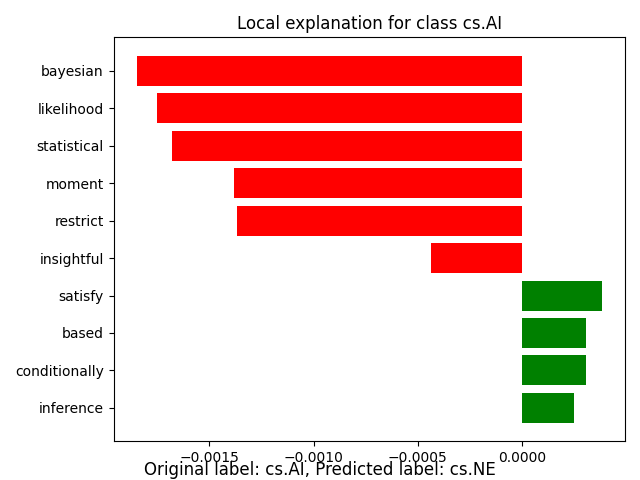 Local explanation for class cs.AI
bayesian
likelihood
statistical
moment
restrict
insightful
satisfy
based
conditionally
inference
−0.0015 −0.0010 −0.0005 0.0000
Original label: cs.AI, Predicted label: cs.NE